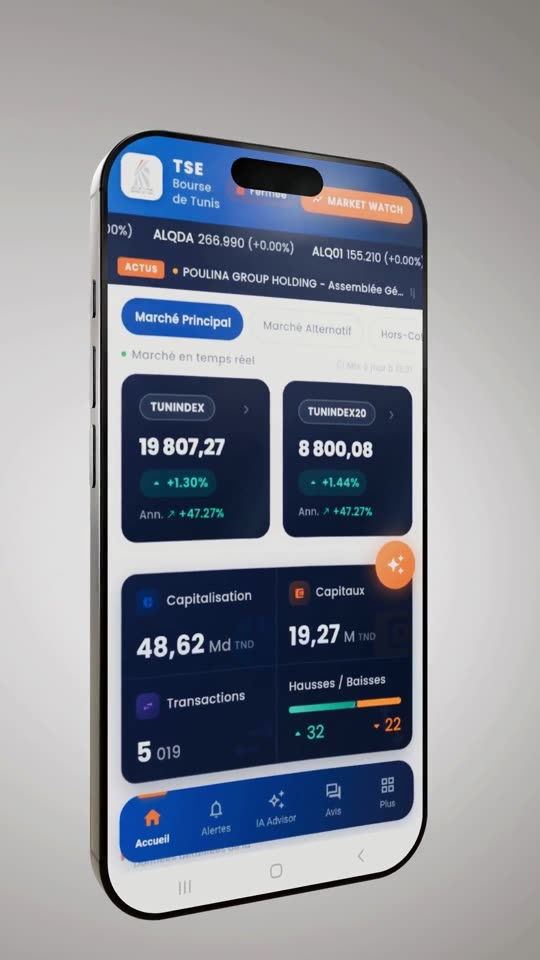 TSE
Bourse
de Tunis
Fermée
MARKET WATCH
00%) ALQDA 266.990 (+0.00%) ALQ01 155.210 (+0.00%)
ACTUS POULINA GROUP HOLDING - Assemblée Gé...
Marché Principal
Marché Alternatif
Hors-Co
Marché en temps réel
TUNINDEX
19 807,27
+1.30%
Ann. ↗ +47.27%
TUNINDEX20
8 800,08
+1.44%
Ann. ↗ +47.27%
Capitalisation
48,62 Md TND
Capitaux
19,27 M TND
Transactions
5 019
Hausses / Baisses
32
22
Accueil
Alertes
IA Advisor
Avis
Plus